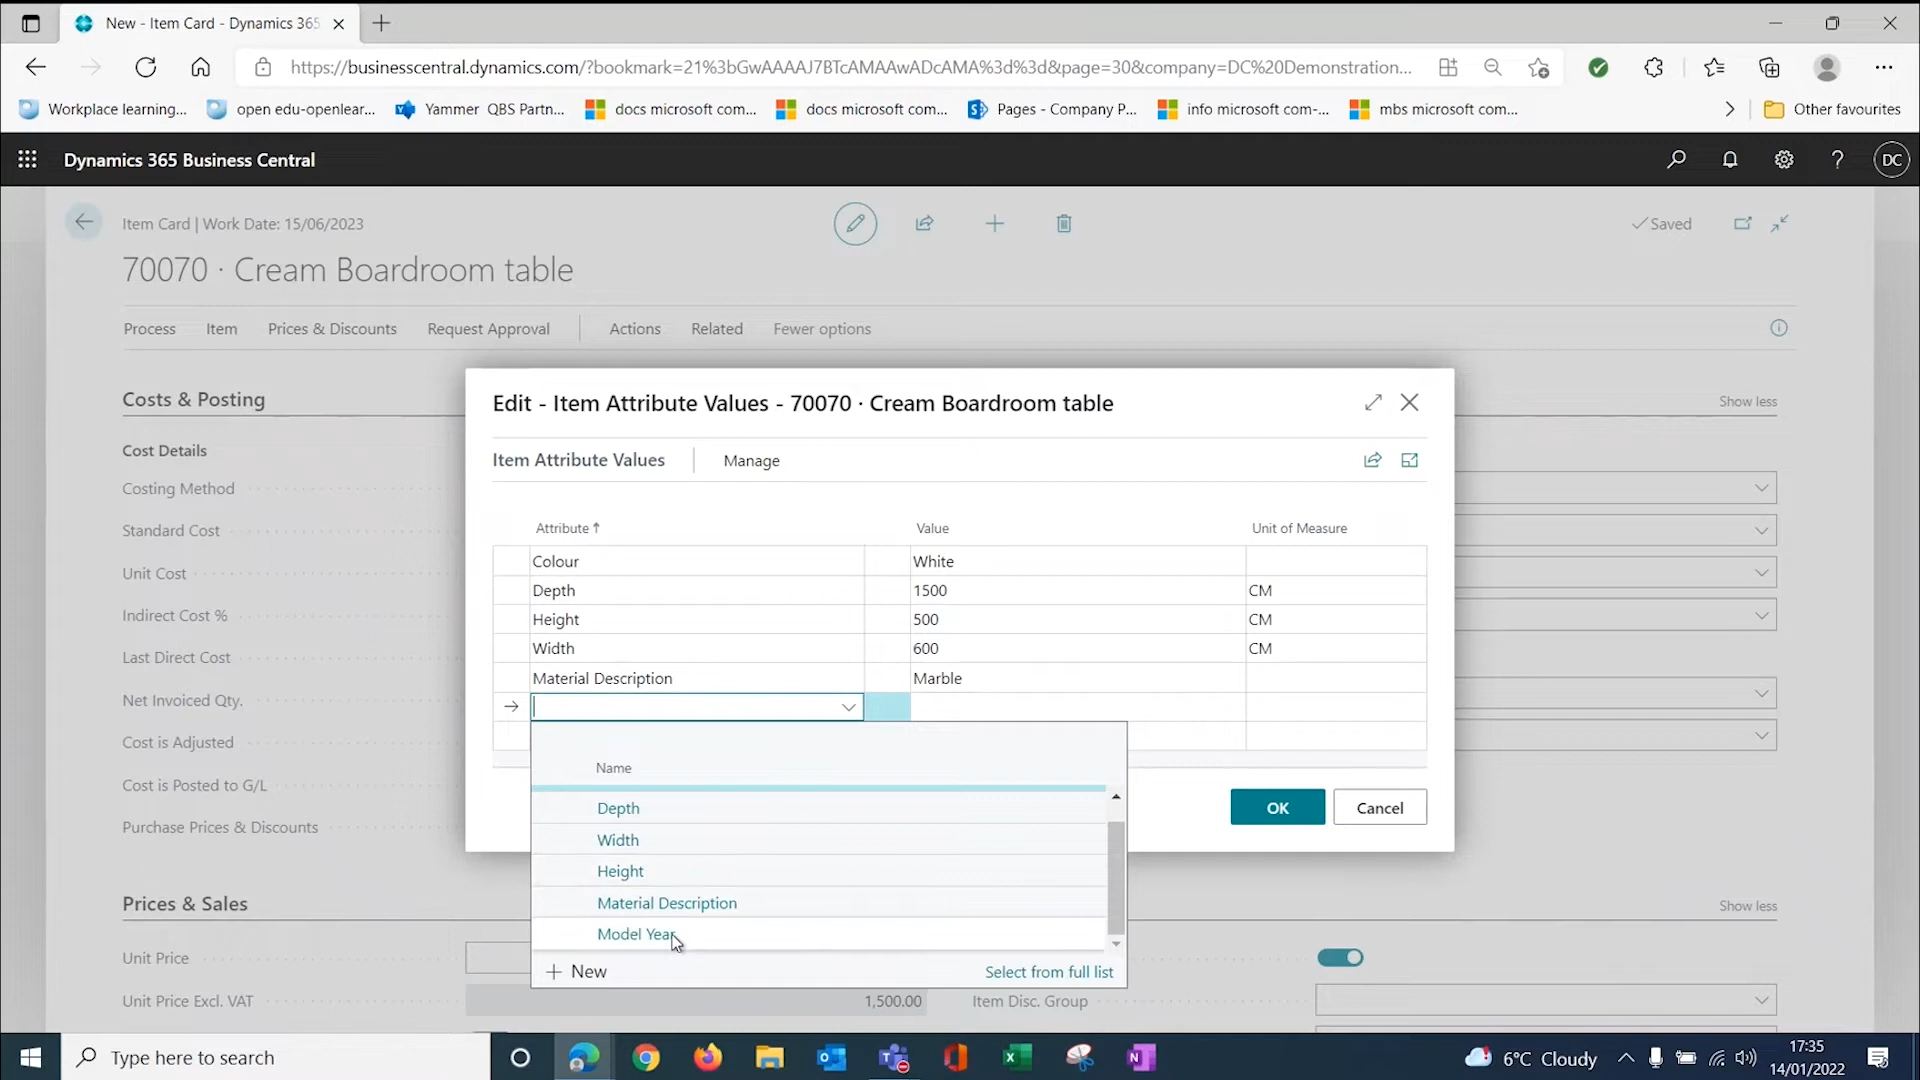 New - Item Card - Dynamics 365
https://businesscentral.dynamics.com/?bookmark=21%3bGwAAAAJ7BTcAMAAwADcAMA%3d%3d&page=30&company=DC%20Demonstration...
Workplace learning... open edu-openlear... Yammer QBS Partn... docs microsoft com... docs microsoft com... Pages - Company P... info microsoft com-... mbs microsoft com... Other favourites
Dynamics 365 Business Central
? DC
Item Card | Work Date: 15/06/2023
Saved
70070 · Cream Boardroom table
Process Item Prices & Discounts Request Approval Actions Related Fewer options
Costs & Posting
Show less
Cost Details
Costing Method
Standard Cost
Unit Cost
Indirect Cost %
Last Direct Cost
Net Invoiced Qty.
Cost is Adjusted
Cost is Posted to G/L
Purchase Prices & Discounts
Edit - Item Attribute Values - 70070 · Cream Boardroom table
Item Attribute Values Manage
Attribute ↑ Value Unit of Measure
Colour White
Depth 1500 CM
Height 500 CM
Width 600 CM
Material Description Marble
Name
Depth
Width
Height
Material Description
Model Year
+ New Select from full list
OK Cancel
Prices & Sales
Show less
Unit Price
Unit Price Excl. VAT 1,500.00 Item Disc. Group
Type here to search
6°C Cloudy
17:35
14/01/2022